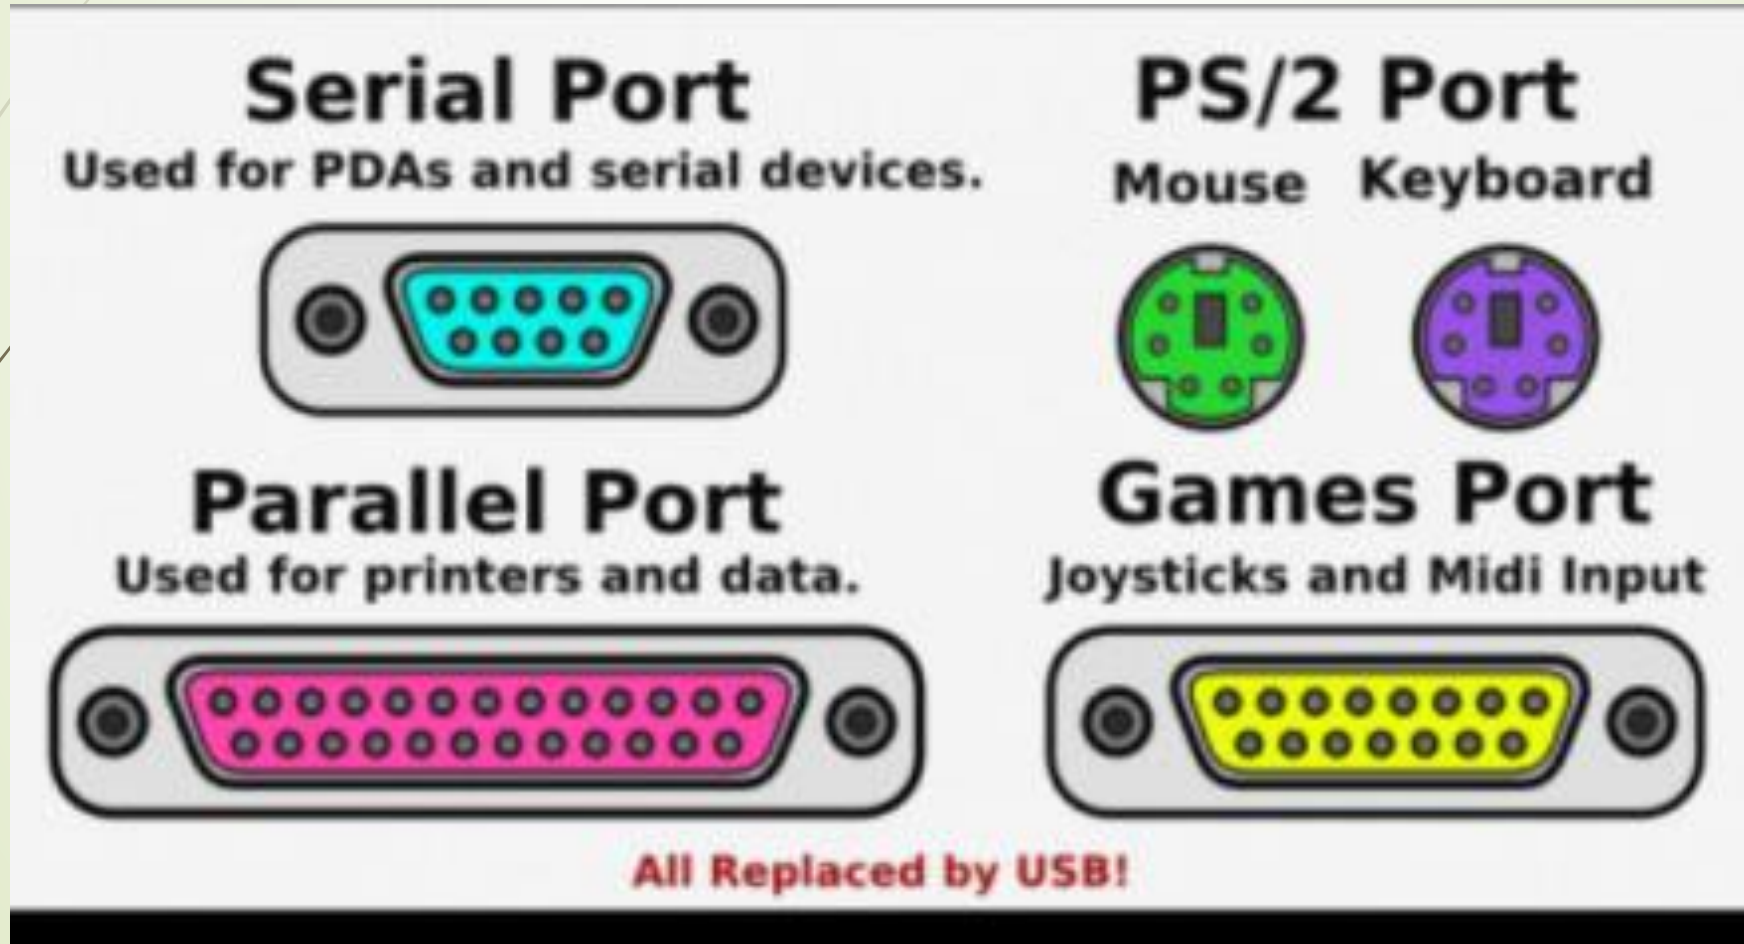 Serial Port
Used for PDAs and serial devices.
PS/2 Port
Mouse Keyboard
Parallel Port
Used for printers and data.
Games Port
Joysticks and Midi Input
All Replaced by USB!